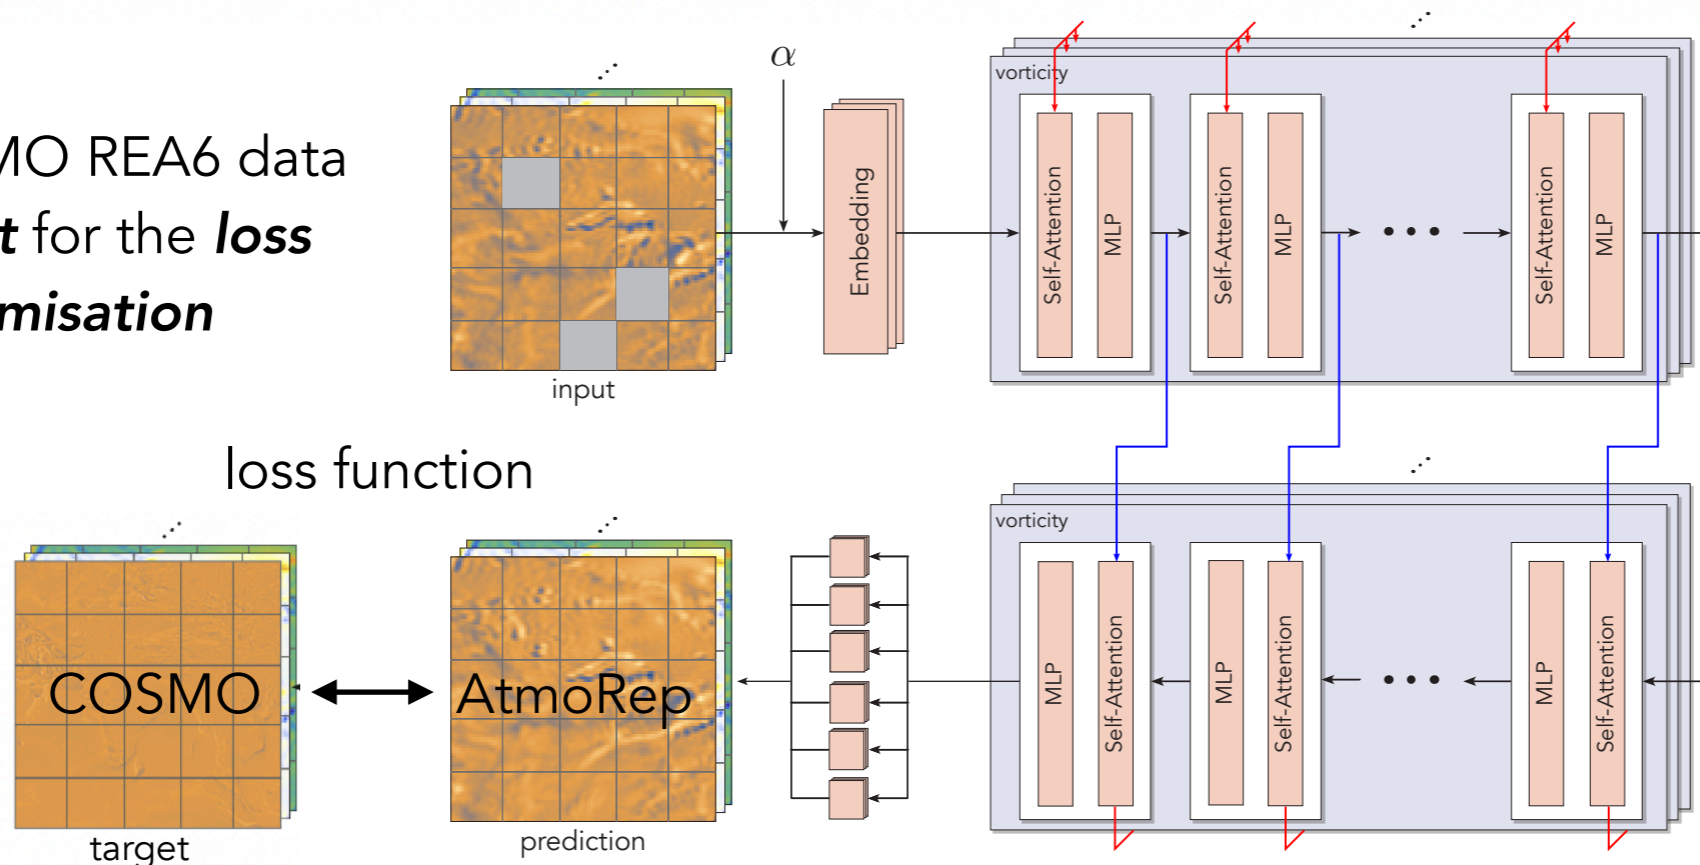 MO REA6 data
t for the loss
misation
α
input
Embedding
vorticity
Self-Attention
MLP
Self-Attention
MLP
Self-Attention
MLP
loss function
COSMO
target
AtmoRep
prediction
vorticity
MLP
Self-Attention
MLP
Self-Attention
MLP
Self-Attention